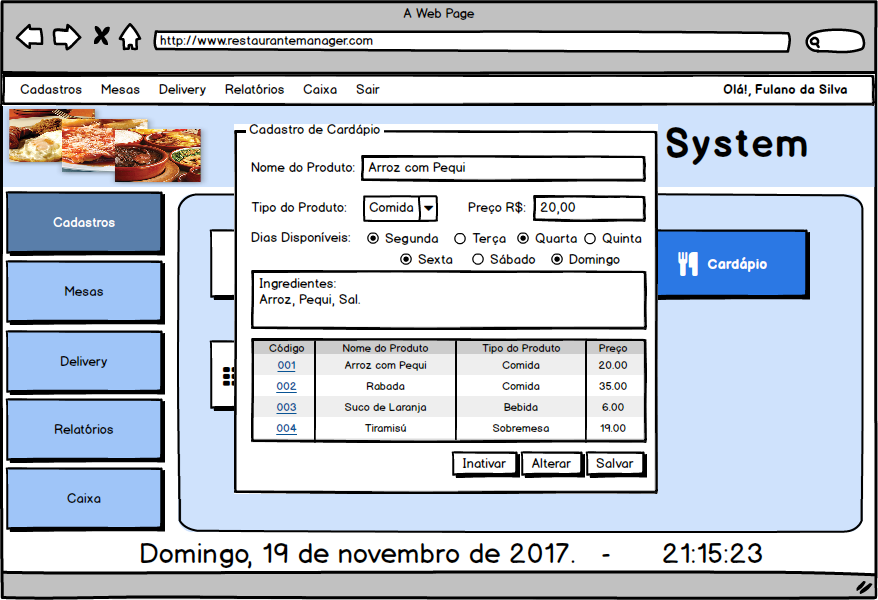 A Web Page
http://www.restaurantemanager.com
Cadastros Mesas Delivery Relatórios Caixa Sair Olá!, Fulano da Silva
System
Cadastro de Cardápio
Nome do Produto: Arroz com Pequi
Tipo do Produto: Comida Preço R$: 20,00
Dias Disponíveis: Segunda Terça Quarta Quinta
Sexta Sábado Domingo
Ingredientes:
Arroz, Pequi, Sal.
Código Nome do Produto Tipo do Produto Preço
001 Arroz com Pequi Comida 20.00
002 Rabada Comida 35.00
003 Suco de Laranja Bebida 6.00
004 Tiramisú Sobremesa 19.00
Inativar Alterar Salvar
Cadastros
Mesas
Delivery
Relatórios
Caixa
Cardápio
Domingo, 19 de novembro de 2017. - 21:15:23